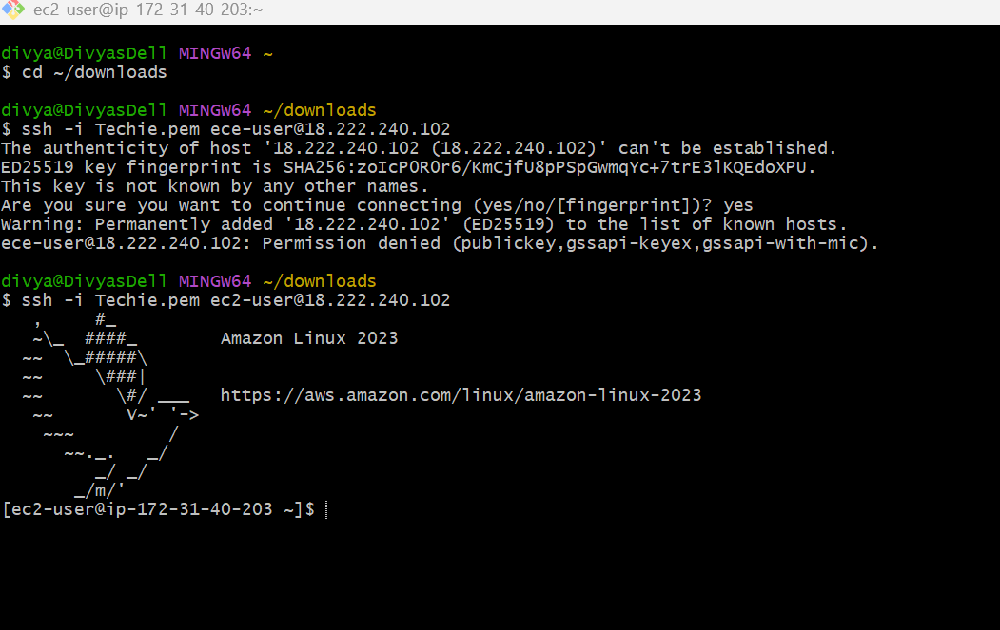 ec2-user@ip-172-31-40-203:~
divya@DivyasDell MINGW64 ~
$ cd ~/downloads
divya@DivyasDell MINGW64 ~/downloads
$ ssh -i Techie.pem ece-user@18.222.240.102
The authenticity of host '18.222.240.102 (18.222.240.102)' can't be established.
ED25519 key fingerprint is SHA256:zoIcPOROr6/KmCjfU8pPSpGwmqYc+7trE3lKQEdoXPU.
This key is not known by any other names.
Are you sure you want to continue connecting (yes/no/[fingerprint])? yes
Warning: Permanently added '18.222.240.102' (ED25519) to the list of known hosts.
ece-user@18.222.240.102: Permission denied (publickey,gssapi-keyex,gssapi-with-mic).
divya@DivyasDell MINGW64 ~/downloads
$ ssh -i Techie.pem ec2-user@18.222.240.102
   ,     #_
   ~\_  ####_        Amazon Linux 2023
  ~~  \_#####\
  ~~     \###|
  ~~       \#/ ___   https://aws.amazon.com/linux/amazon-linux-2023
   ~~       V~' '->
    ~~~         /
      ~~._.   _/
         _/ _/
       _/m/'
[ec2-user@ip-172-31-40-203 ~]$